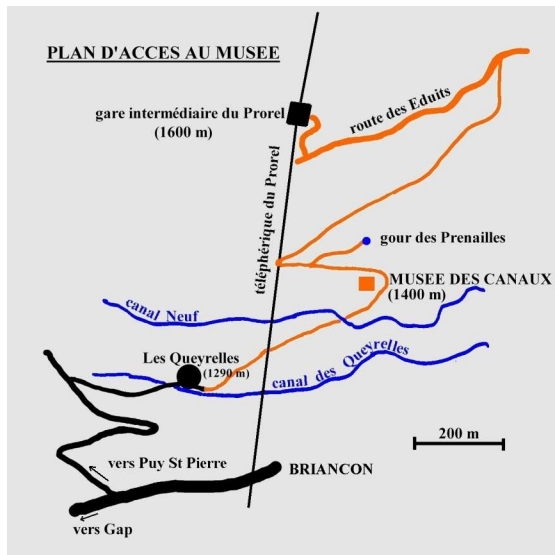 PLAN D'ACCES AU MUSEE
gare intermédiaire du Prorel
(1600 m)
route des Eduits
téléphérique du Prorel
gour des Prenailles
MUSEE DES CANAUX
(1400 m)
canal Neuf
Les Queyrelles
(1290 m)
canal des Queyrelles
200 m
vers Puy St Pierre
BRIANCON
vers Gap